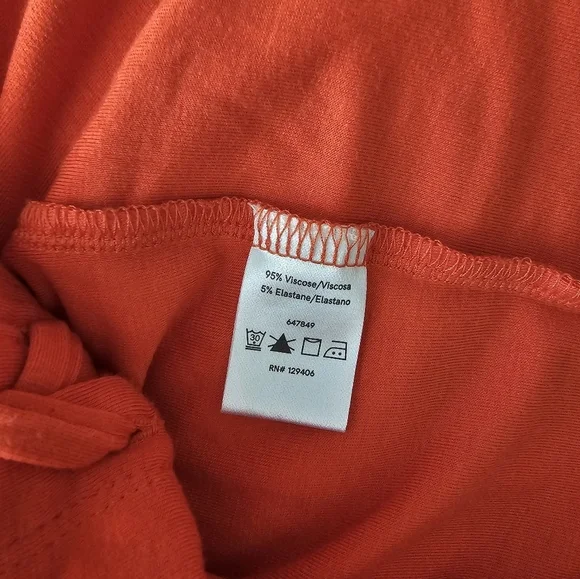 95% Viscose/Viscosa
5% Elastane/Elastano
647849
30
RN# 129406